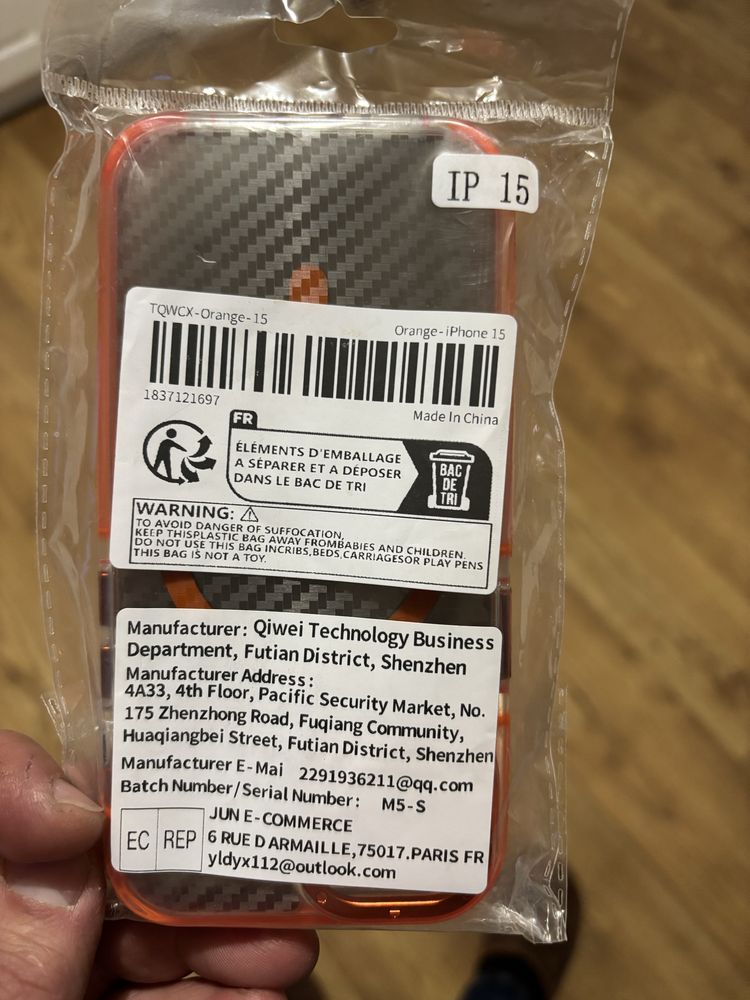 IP 15
TQWCX-Orange-15
Orange-iPhone 15
1837121697
Made In China
FR
ÉLÉMENTS D'EMBALLAGE
A SÉPARER ET A DÉPOSER
DANS LE BAC DE TRI
BAC
DE
TRI
WARNING:
TO AVOID DANGER OF SUFFOCATION,
KEEP THISPLASTIC BAG AWAY FROMBABIES AND CHILDREN.
DO NOT USE THIS BAG INCRIBS,BEDS,CARRIAGESOR PLAY PENS
THIS BAG IS NOT A TOY.
Manufacturer: Qiwei Technology Business
Department, Futian District, Shenzhen
Manufacturer Address:
4A33, 4th Floor, Pacific Security Market, No.
175 Zhenzhong Road, Fuqiang Community,
Huaqiangbei Street, Futian District, Shenzhen
Manufacturer E-Mai 2291936211@qq.com
Batch Number/Serial Number: M5-S
EC REP
JUN E-COMMERCE
6 RUE D ARMAILLE,75017.PARIS FR
yldyx112@outlook.com